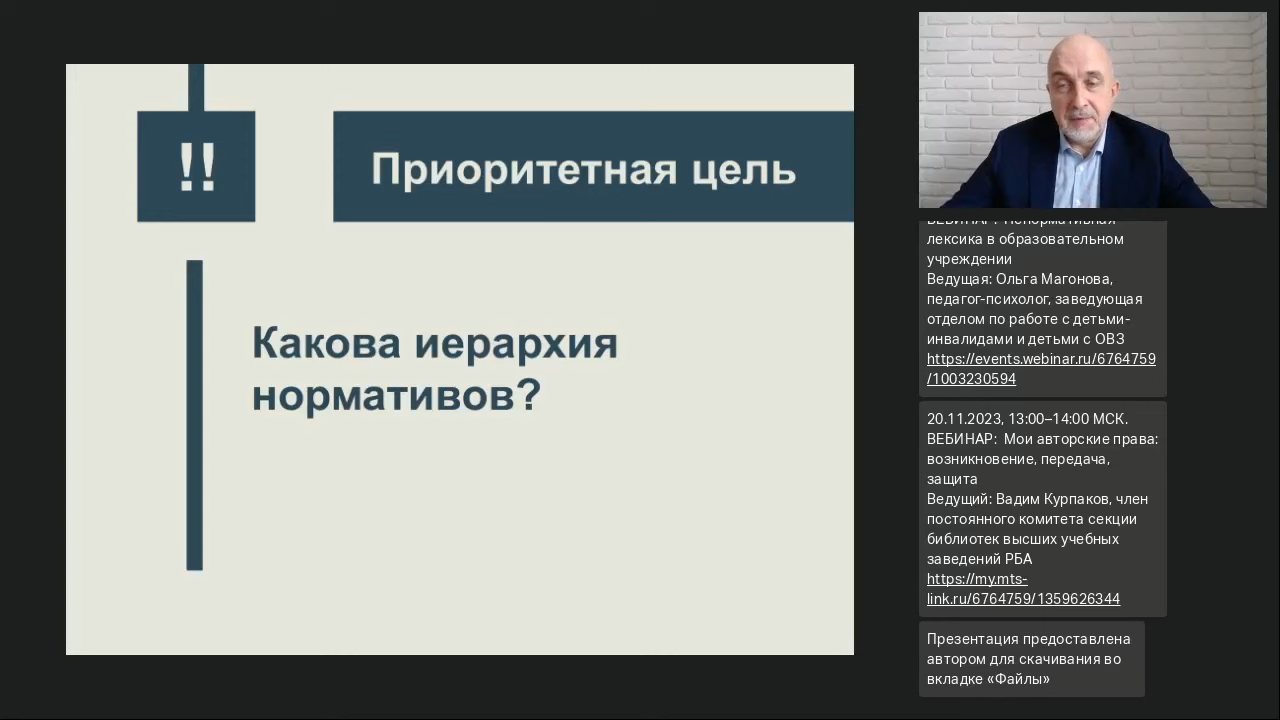 !!
Приоритетная цель
Какова иерархия
нормативов?
ВЕБИНАР: Ненормативная
лексика в образовательном
учреждении
Ведущая: Ольга Магонова,
педагог-психолог, заведующая
отделом по работе с детьми-
инвалидами и детьми с ОВЗ
https://events.webinar.ru/6764759
/1003230594
20.11.2023, 13:00–14:00 МСК.
ВЕБИНАР: Мои авторские права:
возникновение, передача,
защита
Ведущий: Вадим Курпаков, член
постоянного комитета секции
библиотек высших учебных
заведений РБА
https://my.mts-
link.ru/6764759/1359626344
Презентация предоставлена
автором для скачивания во
вкладке «Файлы»